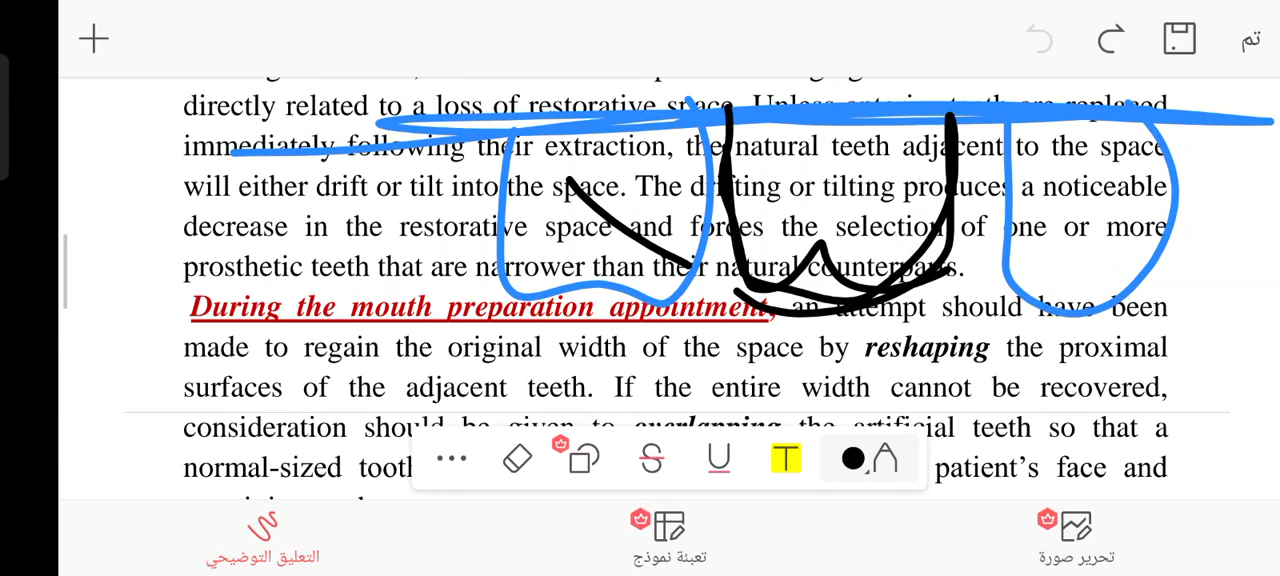 تم
directly related to a loss of restorative space. Unless anterior teeth are replaced
immediately following their extraction, the natural teeth adjacent to the space
will either drift or tilt into the space. The drifting or tilting produces a noticeable
decrease in the restorative space and forces the selection of one or more
prosthetic teeth that are narrower than their natural counterparts.
During the mouth preparation appointment, an attempt should have been
made to regain the original width of the space by reshaping the proximal
surfaces of the adjacent teeth. If the entire width cannot be recovered,
consideration should be given to overlapping the artificial teeth so that a
normal-sized tooth patient's face and
T
التعليق التوضيحي
تعبئة نموذج
تحرير صورة